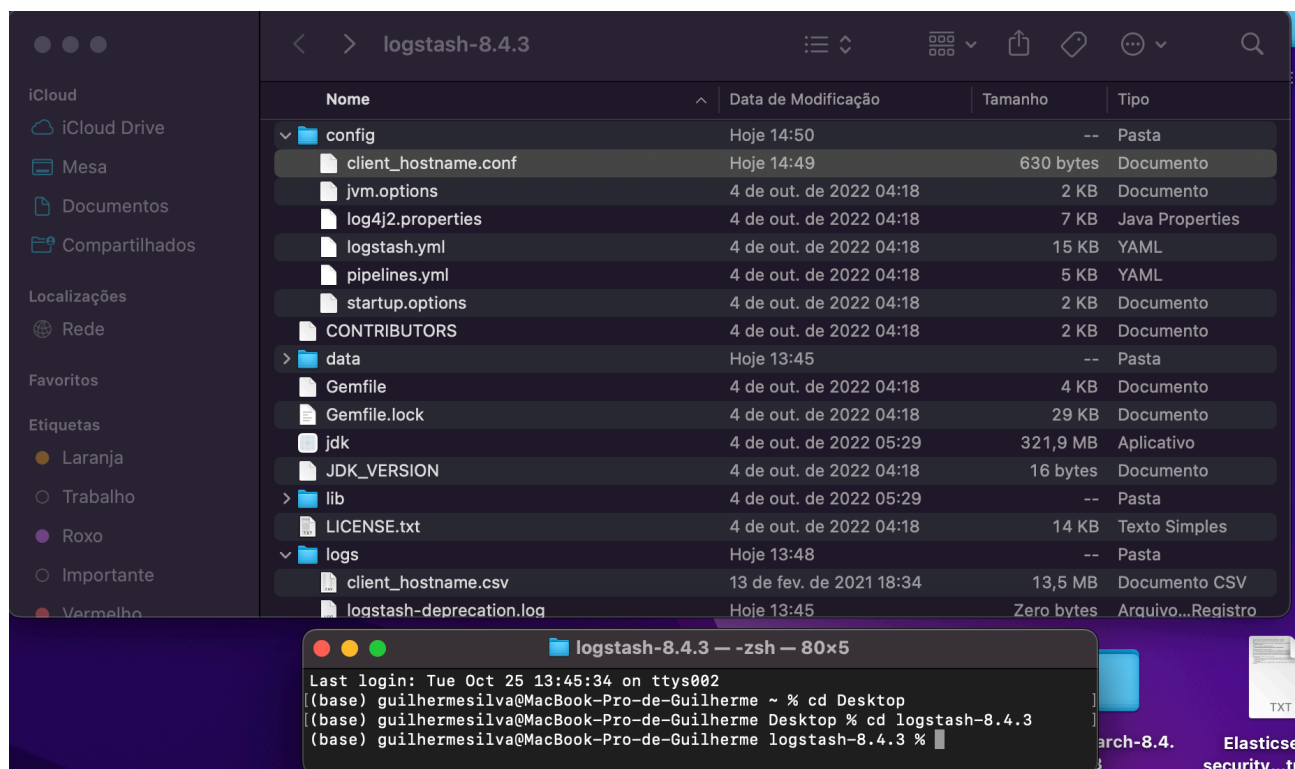 logstash-8.4.3
iCloud
iCloud Drive
Mesa
Documentos
Compartilhados
Localizações
Rede
Favoritos
Etiquetas
Laranja
Trabalho
Roxo
Importante
Vermelho
Nome Data de Modificação Tamanho Tipo
config Hoje 14:50 -- Pasta
client_hostname.conf Hoje 14:49 630 bytes Documento
jvm.options 4 de out. de 2022 04:18 2 KB Documento
log4j2.properties 4 de out. de 2022 04:18 7 KB Java Properties
logstash.yml 4 de out. de 2022 04:18 15 KB YAML
pipelines.yml 4 de out. de 2022 04:18 5 KB YAML
startup.options 4 de out. de 2022 04:18 2 KB Documento
CONTRIBUTORS 4 de out. de 2022 04:18 2 KB Documento
data Hoje 13:45 -- Pasta
Gemfile 4 de out. de 2022 04:18 4 KB Documento
Gemfile.lock 4 de out. de 2022 04:18 29 KB Documento
jdk 4 de out. de 2022 05:29 321,9 MB Aplicativo
JDK_VERSION 4 de out. de 2022 04:18 16 bytes Documento
lib 4 de out. de 2022 05:29 -- Pasta
LICENSE.txt 4 de out. de 2022 04:18 14 KB Texto Simples
logs Hoje 13:48 -- Pasta
client_hostname.csv 13 de fev. de 2021 18:34 13,5 MB Documento CSV
logstash-deprecation.log Hoje 13:45 Zero bytes Arquivo...Registro
logstash-8.4.3 — -zsh — 80×5
Last login: Tue Oct 25 13:45:34 on ttys002
[(base) guilhermesilva@MacBook-Pro-de-Guilherme ~ % cd Desktop ]
[(base) guilhermesilva@MacBook-Pro-de-Guilherme Desktop % cd logstash-8.4.3 ]
(base) guilhermesilva@MacBook-Pro-de-Guilherme logstash-8.4.3 %
TXT
arch-8.4.
Elasticse
security...t